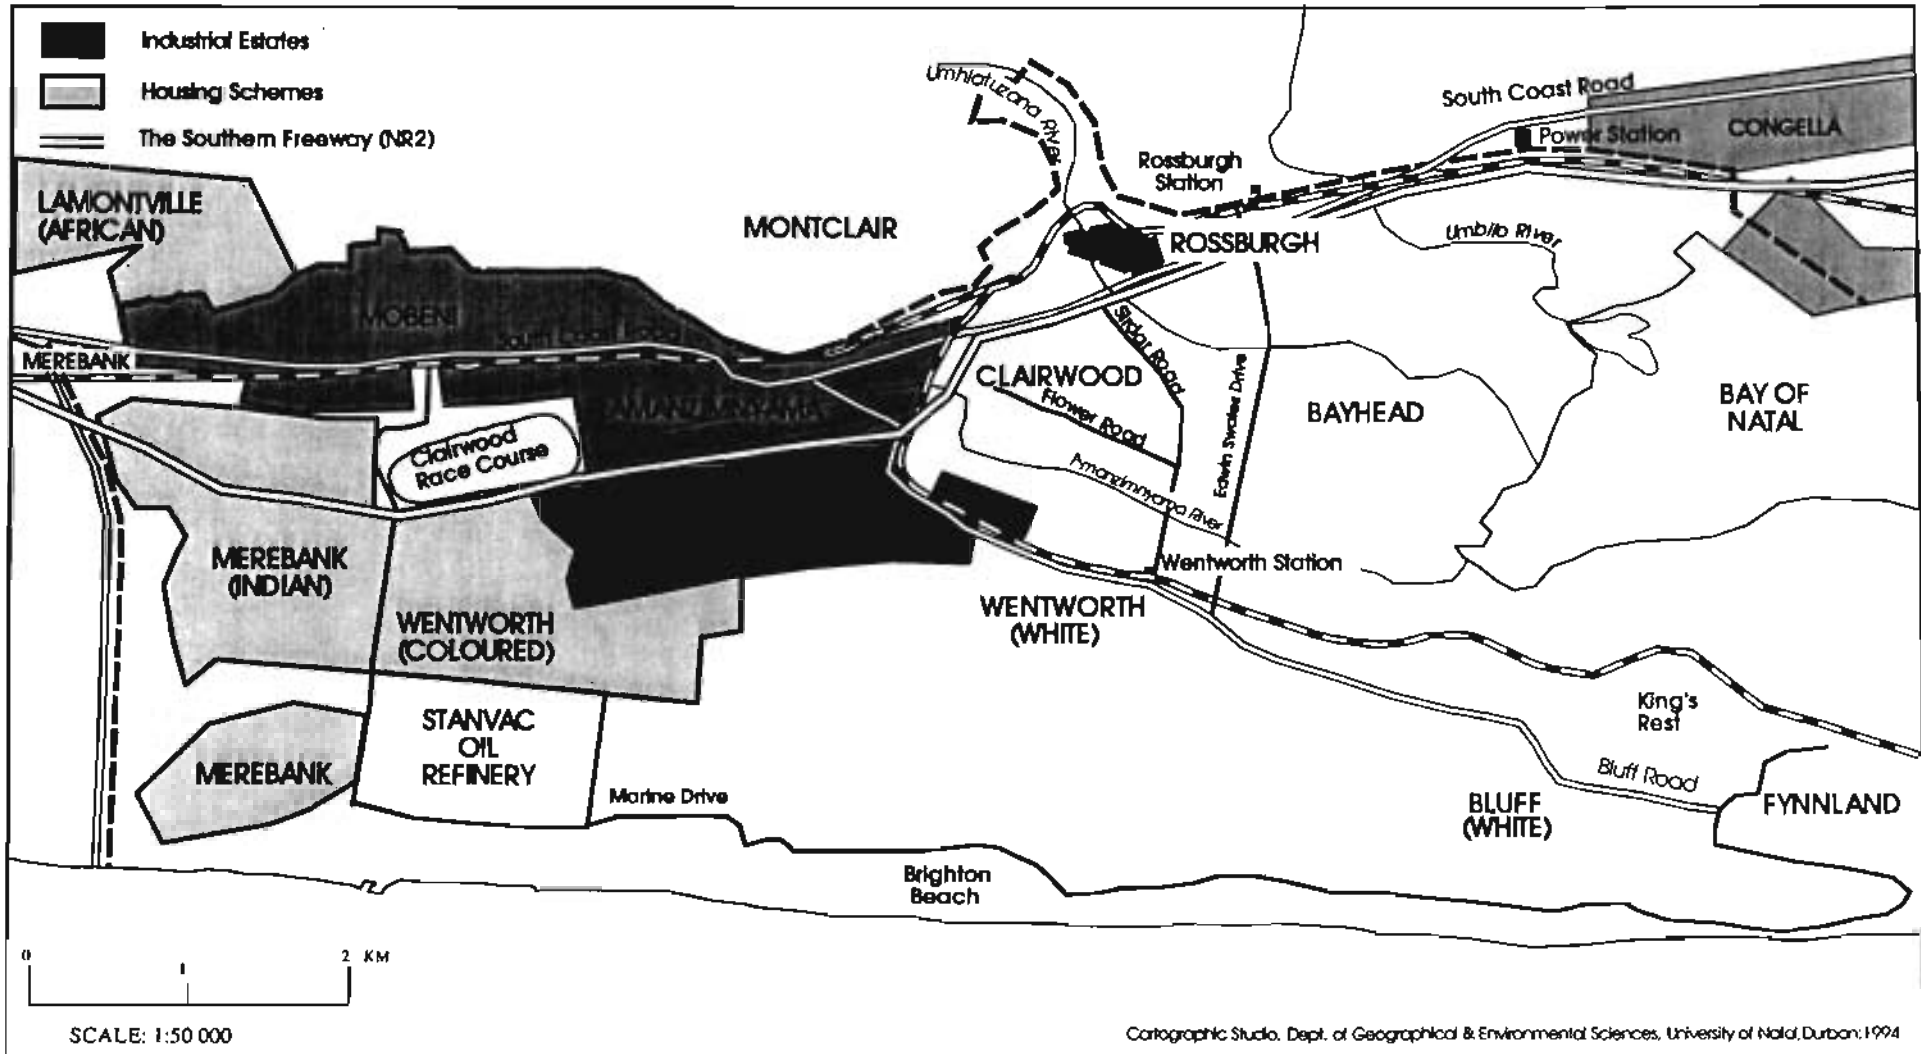 Industrial Estates
Housing Schemes
The Southern Freeway (NR2)
Umhlatuzana River
South Coast Road
Power Station
CONGELLA
Rossburgh
Station
LAMONTVILLE
(AFRICAN)
MONTCLAIR
ROSSBURGH
Umbilo River
MOBENI
South Coast Road
MEREBANK
Sirdar Road
CLAIRWOOD
Flower Road
Edwin Swales Drive
BAYHEAD
BAY OF
NATAL
AMANZIMNYAMA
Clairwood
Race Course
Amanzimnyama River
MEREBANK
(INDIAN)
Wentworth Station
WENTWORTH
(COLOURED)
WENTWORTH
(WHITE)
King's
Rest
STANVAC
OIL
REFINERY
MEREBANK
Bluff Road
Marine Drive
BLUFF
(WHITE)
FYNNLAND
Brighton
Beach
0 1 2 KM
SCALE: 1:50 000
Cartographic Studio, Dept. of Geographical & Environmental Sciences, University of Natal, Durban; 1994